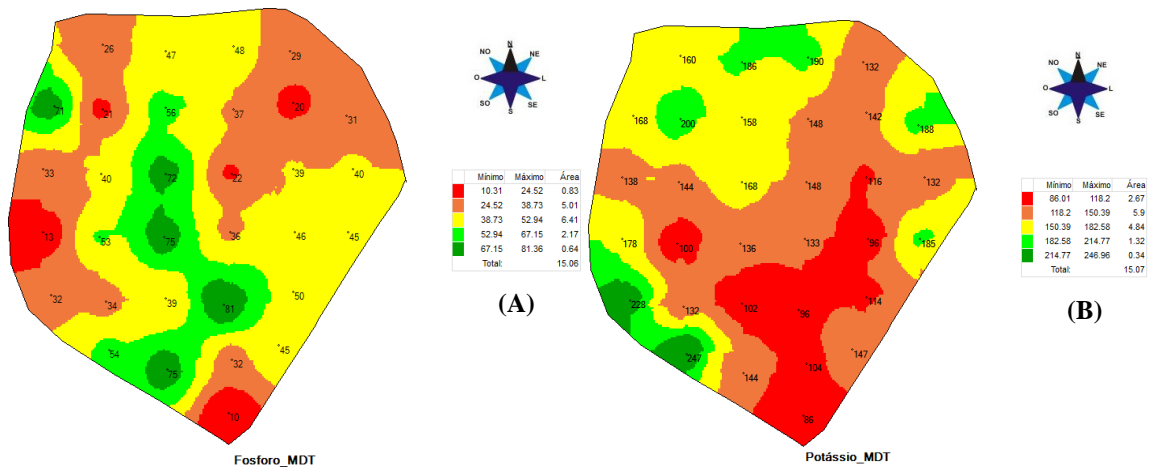 26
47
48
29
71
21
56
37
20
31
33
40
72
22
39
40
13
53
75
36
46
45
32
34
39
81
50
54
75
32
45
10
Fosforo_MDT
N
NO
NE
O
L
SO
SE
S
Mínimo Máximo Área
10.31 24.52 0.83
24.52 38.73 5.01
38.73 52.94 6.41
52.94 67.15 2.17
67.15 81.36 0.64
Total: 15.06
(A)
160
186
190
132
168
200
158
148
142
188
138
144
168
148
116
132
178
100
136
133
96
185
228
132
102
96
114
247
144
104
147
86
Potássio_MDT
N
NO
NE
O
L
SO
SE
S
Mínimo Máximo Área
86.01 118.2 2.67
118.2 150.39 5.9
150.39 182.58 4.84
182.58 214.77 1.32
214.77 246.96 0.34
Total: 15.07
(B)